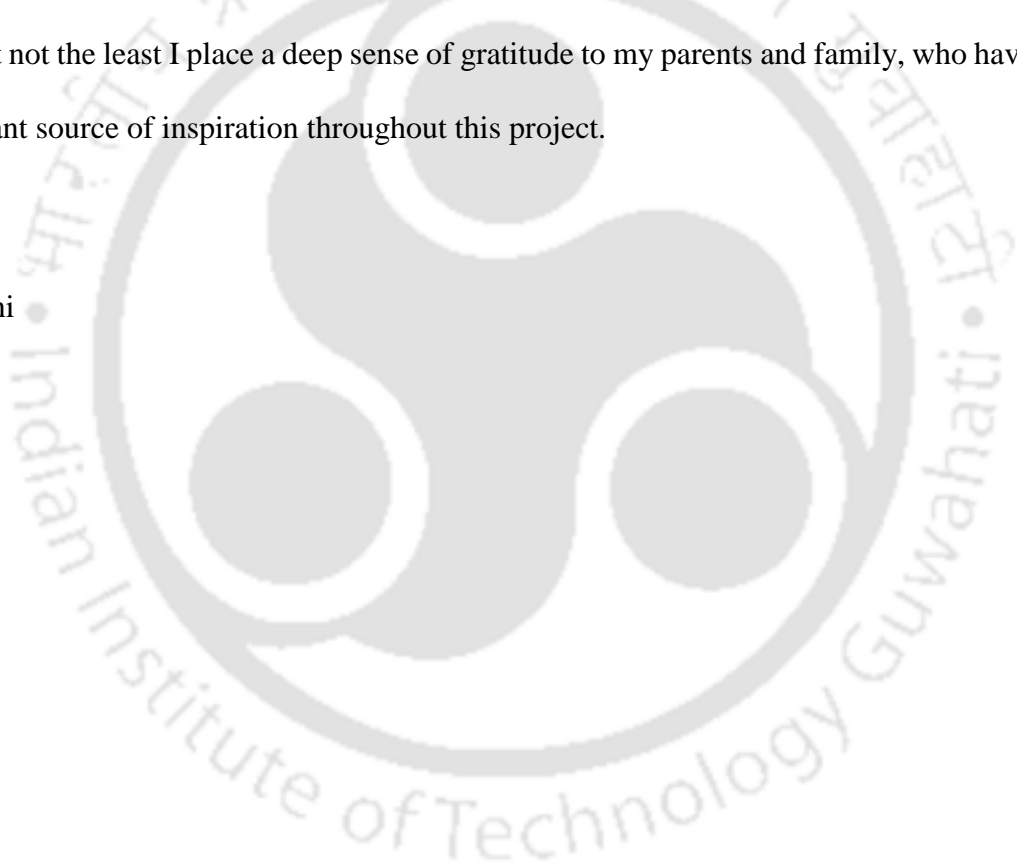 not the least I place a deep sense of gratitude to my parents and family, who hav
ant source of inspiration throughout this project.
ni
Indian Institute of Technology Guwahati